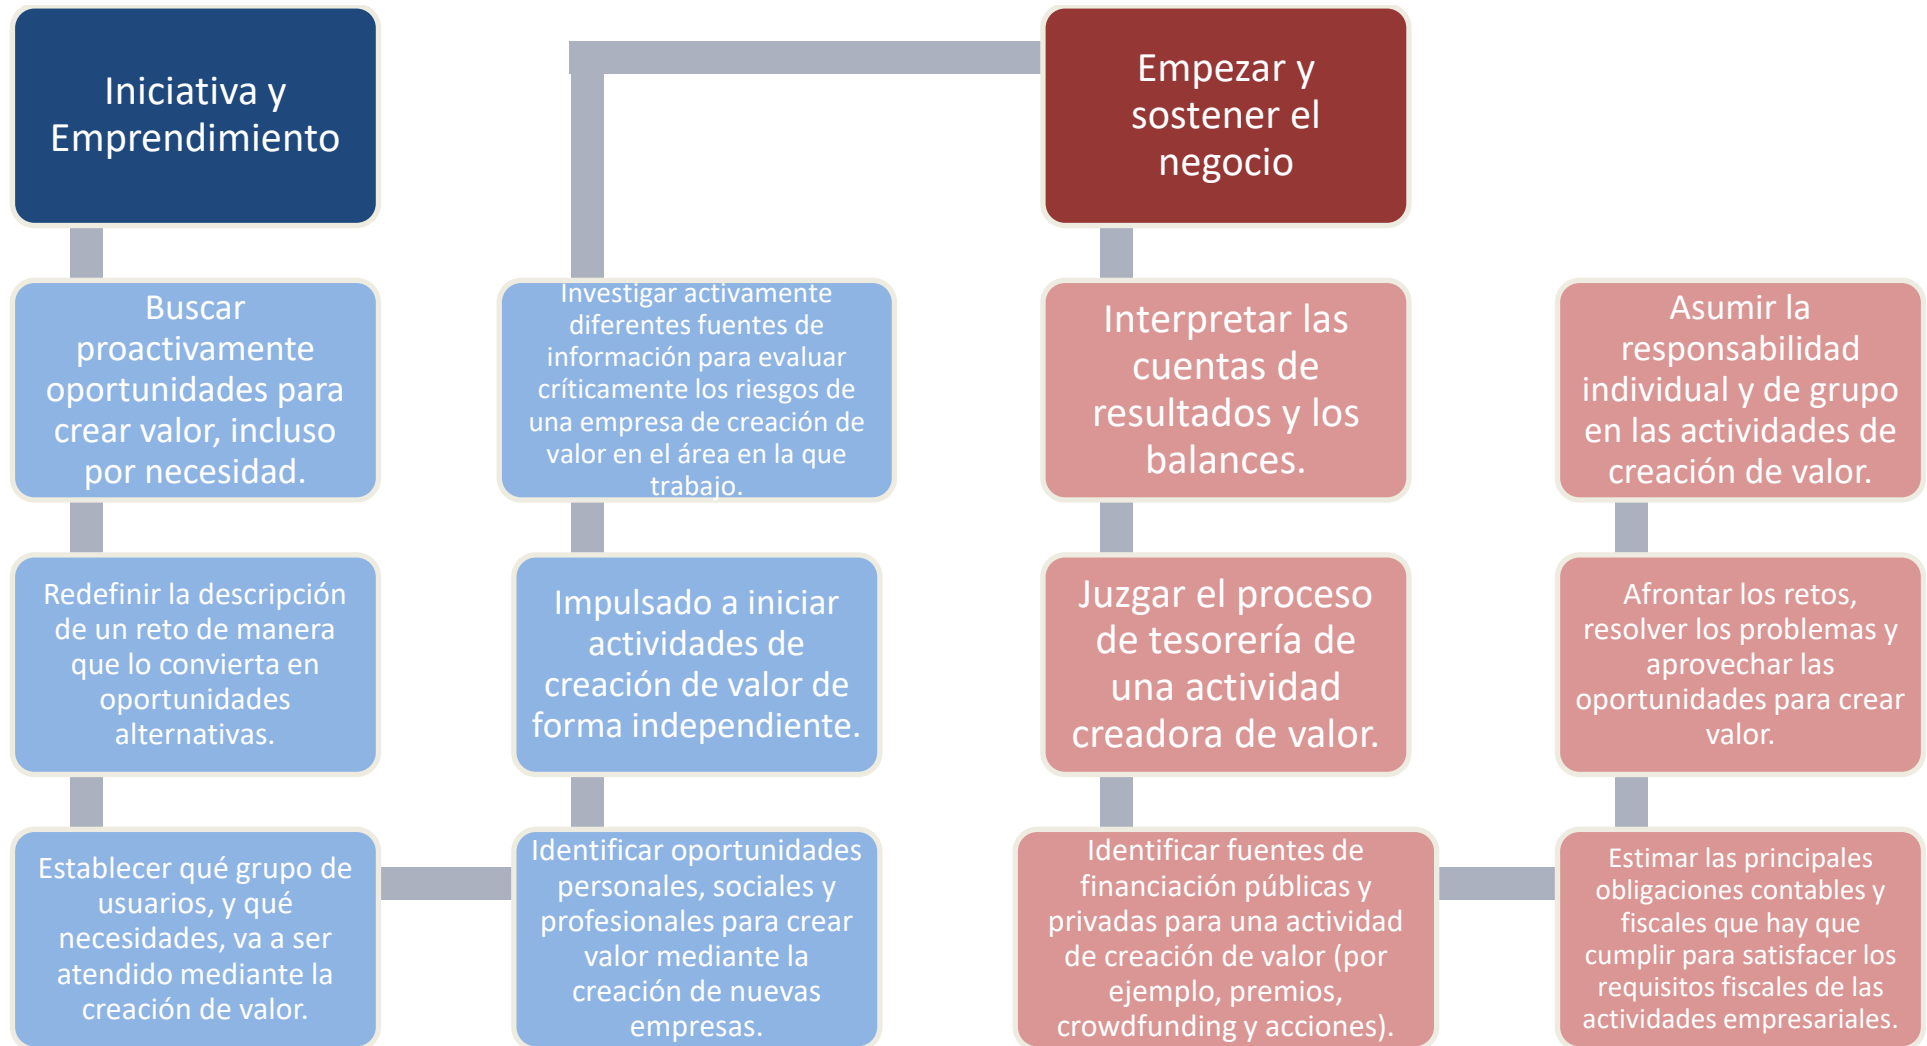 Iniciativa y
Emprendimiento
Buscar
proactivamente
oportunidades para
crear valor, incluso
por necesidad.
Redefinir la descripción
de un reto de manera
que lo convierta en
oportunidades
alternativas.
Establecer qué grupo de
usuarios, y qué
necesidades, va a ser
atendido mediante la
creación de valor.
Identificar oportunidades
personales, sociales y
profesionales para crear
valor mediante la
creación de nuevas
empresas.
Impulsado a iniciar
actividades de
creación de valor de
forma independiente.
Investigar activamente
diferentes fuentes de
información para evaluar
críticamente los riesgos de
una empresa de creación de
valor en el área en la que
trabajo.
Empezar y
sostener el
negocio
Interpretar las
cuentas de
resultados y los
balances.
Juzgar el proceso
de tesorería de
una actividad
creadora de valor.
Identificar fuentes de
financiación públicas y
privadas para una actividad
de creación de valor (por
ejemplo, premios,
crowdfunding y acciones).
Estimar las principales
obligaciones contables y
fiscales que hay que
cumplir para satisfacer los
requisitos fiscales de las
actividades empresariales.
Afrontar los retos,
resolver los problemas y
aprovechar las
oportunidades para crear
valor.
Asumir la
responsabilidad
individual y de grupo
en las actividades de
creación de valor.